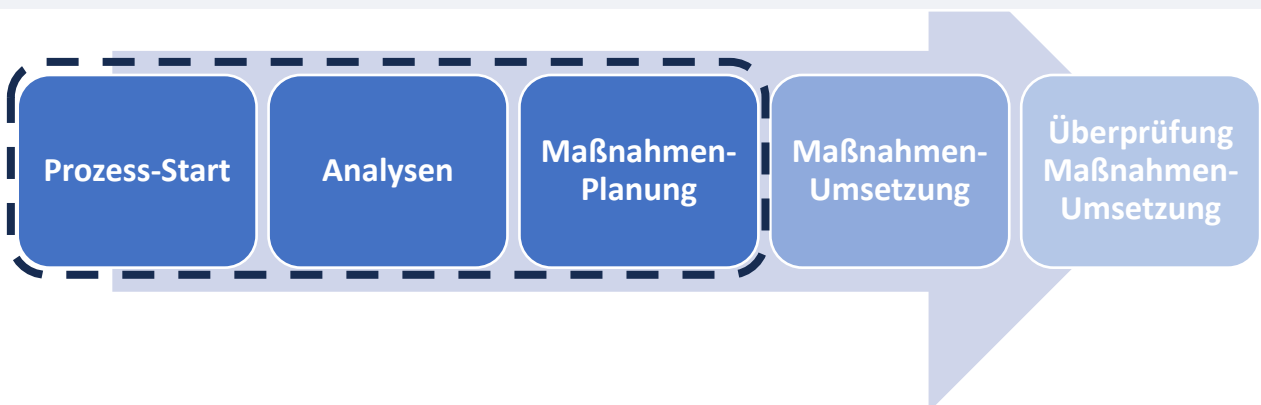 Prozess-Start
Analysen
Maßnahmen-
Planung
Maßnahmen-
Umsetzung
Überprüfung
Maßnahmen-
Umsetzung